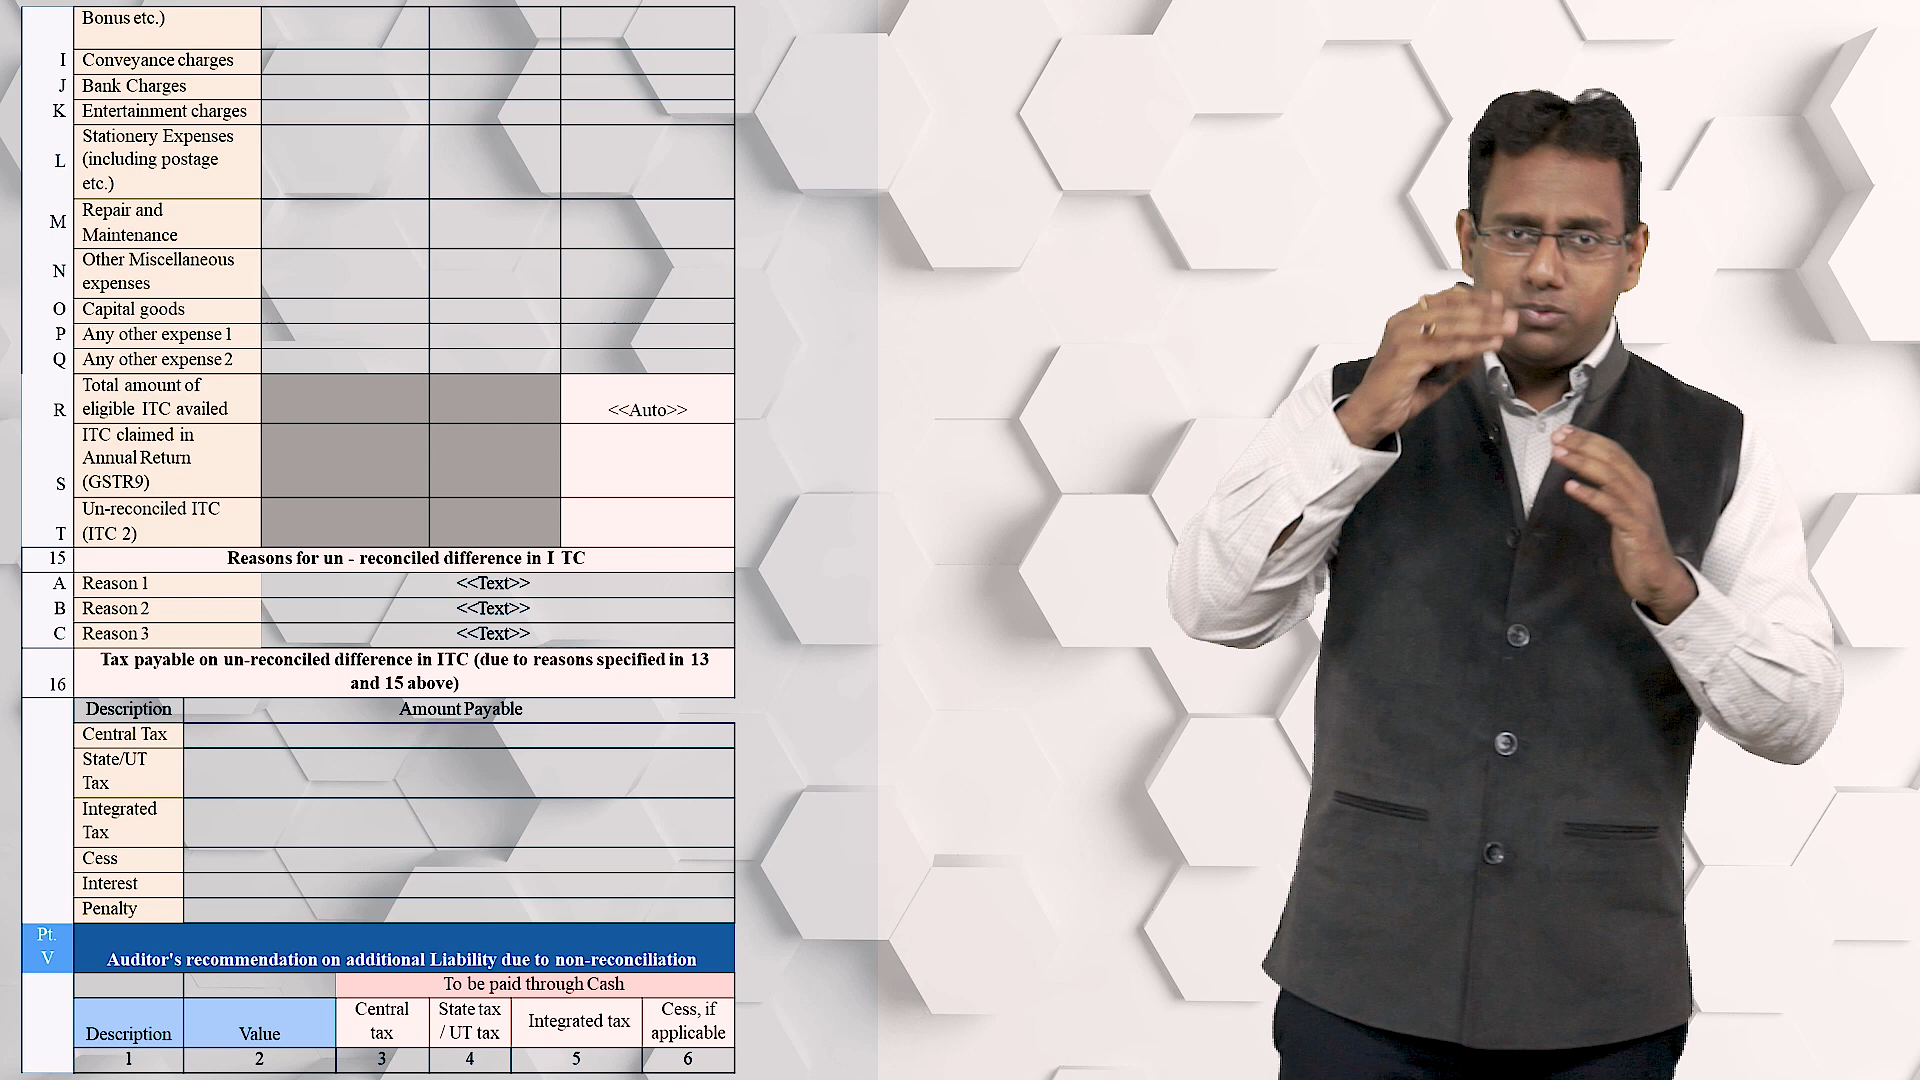 Bonus etc.)
I Conveyance charges
J Bank Charges
K Entertainment charges
Stationery Expenses
L (including postage
etc.)
Repair and
M Maintenance
Other Miscellaneous
N expenses
O Capital goods
P Any other expense 1
Q Any other expense 2
Total amount of
R eligible ITC availed <<Auto>>
ITC claimed in
Annual Return
S (GSTR9)
Un-reconciled ITC
T (ITC 2)
15 Reasons for un - reconciled difference in I TC
A Reason 1 <<Text>>
B Reason 2 <<Text>>
C Reason 3 <<Text>>
Tax payable on un-reconciled difference in ITC (due to reasons specified in 13
16 and 15 above)
Description Amount Payable
Central Tax
State/UT
Tax
Integrated
Tax
Cess
Interest
Penalty
Pt.
V Auditor's recommendation on additional Liability due to non-reconciliation
To be paid through Cash
Description Value Central tax State tax / UT tax Integrated tax Cess, if applicable
1 2 3 4 5 6